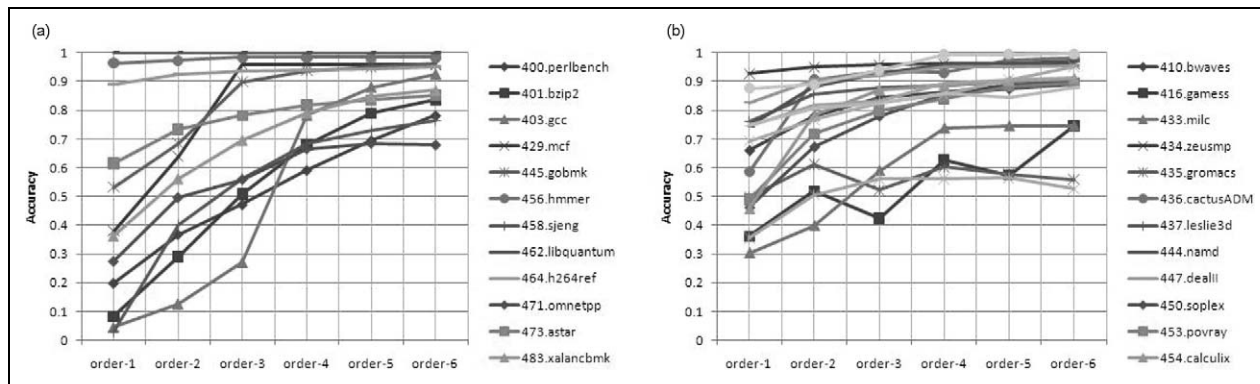 (a)
Accuracy
1
0.9
0.8
0.7
0.6
0.5
0.4
0.3
0.2
0.1
0
order-1 order-2 order-3 order-4 order-5 order-6
400.perlbench
401.bzip2
403.gcc
429.mcf
445.gobmk
456.hmmer
458.sjeng
462.libquantum
464.h264ref
471.omnetpp
473.astar
483.xalancbmk
(b)
Accuracy
1
0.9
0.8
0.7
0.6
0.5
0.4
0.3
0.2
0.1
0
order-1 order-2 order-3 order-4 order-5 order-6
410.bwaves
416.gamess
433.milc
434.zeusmp
435.gromacs
436.cactusADM
437.leslie3d
444.namd
447.dealII
450.soplex
453.povray
454.calculix